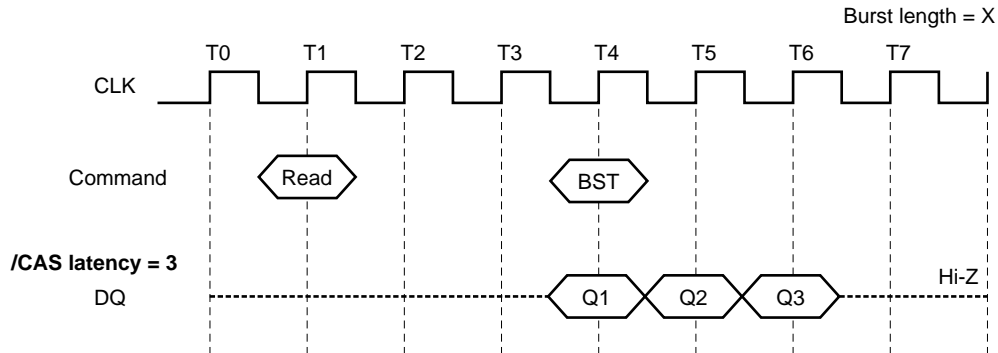 Burst length = X
T0 T1 T2 T3 T4 T5 T6 T7
CLK
Command Read BST
/CAS latency = 3
Hi-Z
DQ Q1 Q2 Q3